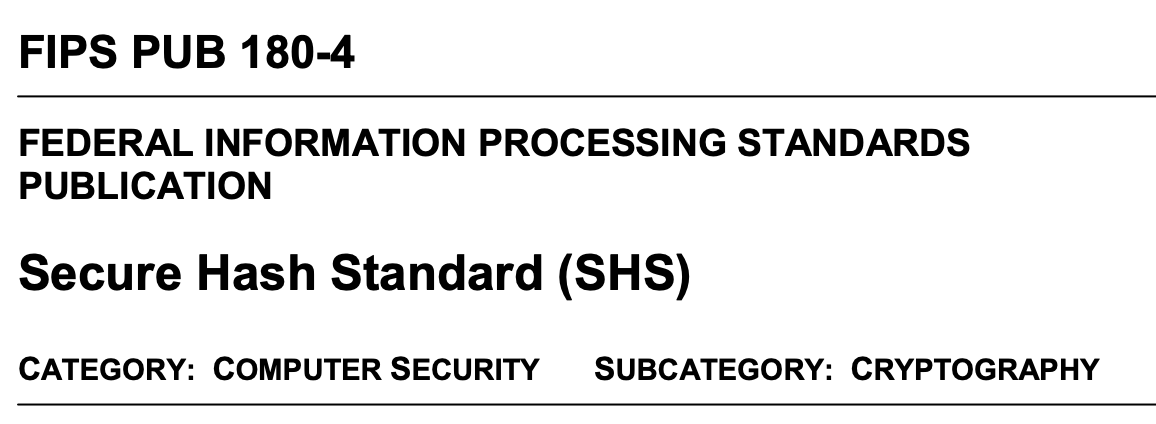 FIPS PUB 180-4
FEDERAL INFORMATION PROCESSING STANDARDS
PUBLICATION
Secure Hash Standard (SHS)
CATEGORY: COMPUTER SECURITY SUBCATEGORY: CRYPTOGRAPHY